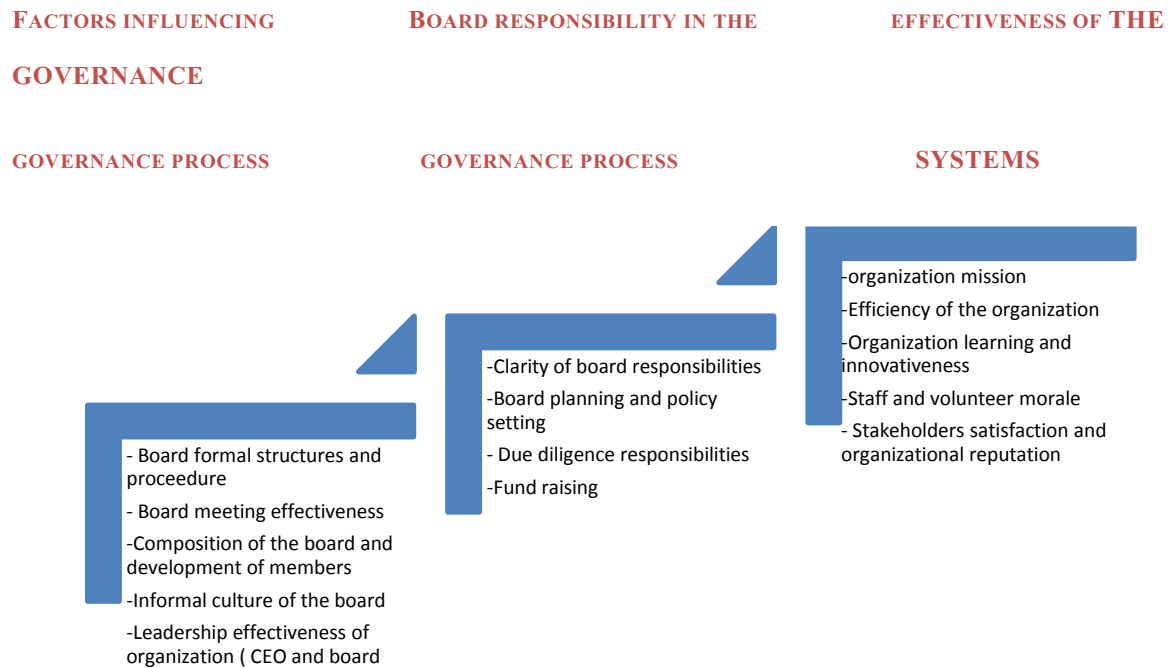 FACTORS INFLUENCING BOARD RESPONSIBILITY IN THE EFFECTIVENESS OF THE
GOVERNANCE
GOVERNANCE PROCESS GOVERNANCE PROCESS SYSTEMS
- Board formal structures and
proceedure
- Board meeting effectiveness
-Composition of the board and
development of members
-Informal culture of the board
-Leadership effectiveness of
organization ( CEO and board
-Clarity of board responsibilities
-Board planning and policy
setting
- Due diligence responsibilities
-Fund raising
-organization mission
-Efficiency of the organization
-Organization learning and
innovativeness
-Staff and volunteer morale
- Stakeholders satisfaction and
organizational reputation